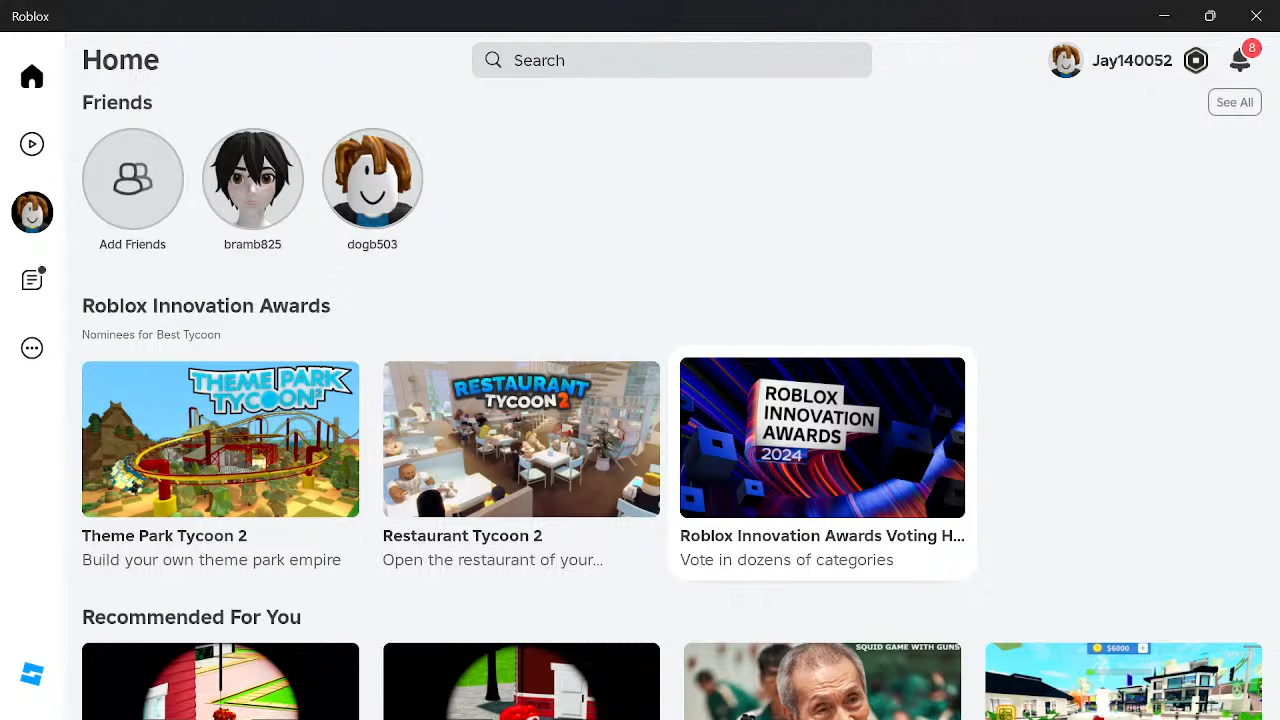 Roblox
Home
Search
Jay140052
8
Friends
See All
Add Friends
bramb825
dogb503
Roblox Innovation Awards
Nominees for Best Tycoon
THEME PARK
TYCOON 2
RESTAURANT
TYCOON 2
ROBLOX
INNOVATION
AWARDS
2024
Theme Park Tycoon 2
Build your own theme park empire
Restaurant Tycoon 2
Open the restaurant of your...
Roblox Innovation Awards Voting H...
Vote in dozens of categories
Recommended For You
SQUID GAME WITH GUNS
$6000